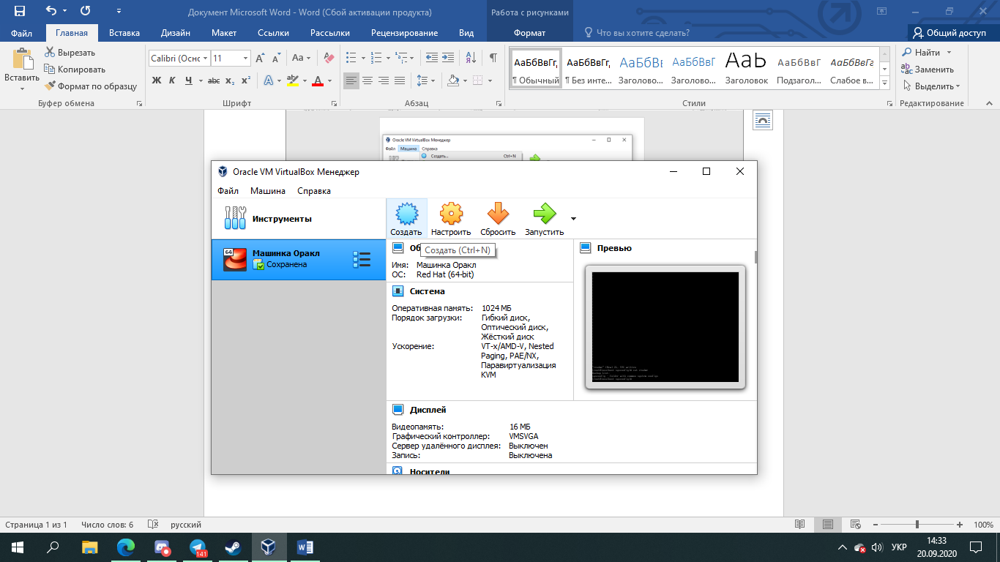 Документ Microsoft Word - Word (Сбой активации продукта)
Работа с рисунками
Файл
Главная
Вставка
Дизайн
Макет
Ссылки
Рассылки
Рецензирование
Вид
Формат
Что вы хотите сделать?
Общий доступ
Вставить
Вырезать
Копировать
Формат по образцу
Буфер обмена
Calibri (Оснс
11
Aa
Ж К Ч abc x₂ x²
Шрифт
Абзац
АаБбВвГг,
АаБбВвГг,
АаБбВı
АаБбВвГ
АаЬ
АаБбВвГ
АаБбВвГг
¶ Обычный
¶ Без инте...
Заголово...
Заголово...
Заголовок
Подзагол...
Слабое в...
Стили
Найти
Заменить
Выделить
Редактирование
Oracle VM VirtualBox Менеджер
Файл Машина Справка
Создать... Ctrl+N
Oracle VM VirtualBox Менеджер
Файл Машина Справка
Инструменты
Создать
Настроить
Сбросить
Запустить
Создать (Ctrl+N)
64
Машинка Оракл
Сохранена
Об
Имя: Машинка Оракл
ОС: Red Hat (64-bit)
Превью
Система
Оперативная память: 1024 МБ
Порядок загрузки: Гибкий диск,
Оптический диск,
Жёсткий диск
Ускорение: VT-x/AMD-V, Nested
Paging, PAE/NX,
Паравиртуализация
KVM
Дисплей
Видеопамять: 16 МБ
Графический контроллер: VMSVGA
Сервер удалённого дисплея: Выключен
Запись: Выключена
Носители
Страница 1 из 1
Число слов: 6
русский
100%
141
УКР
14:33
20.09.2020